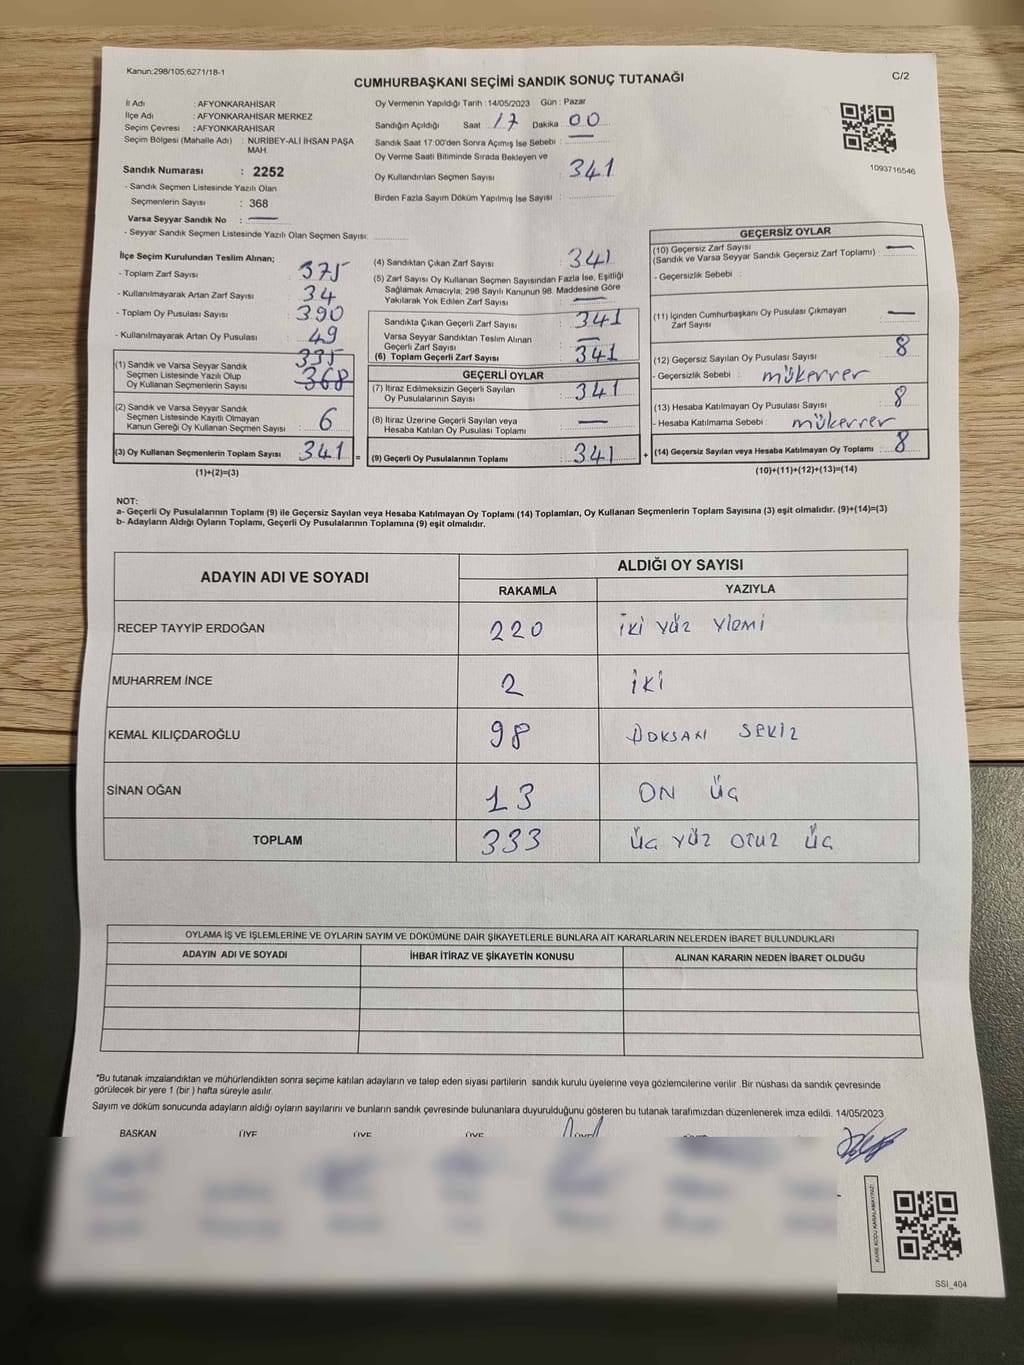 Kanun:298/105,6271/18-1
CUMHURBAŞKANI SEÇİMİ SANDIK SONUÇ TUTANAĞI
C/2
İl Adı : AFYONKARAHİSAR
İlçe Adı : AFYONKARAHİSAR MERKEZ
Seçim Çevresi : AFYONKARAHİSAR
Seçim Bölgesi (Mahalle Adı) : NURİBEY-ALİ İHSAN PAŞA
MAH
Sandık Numarası : 2252
- Sandık Seçmen Listesinde Yazılı Olan
Seçmenlerin Sayısı : 368
Varsa Seyyar Sandık No :
- Seyyar Sandık Seçmen Listesinde Yazılı Olan Seçmen Sayısı:
Oy Vermenin Yapıldığı Tarih : 14/05/2023 Gün : Pazar
Sandığın Açıldığı Saat 17 Dakika 00
Sandık Saat 17.00'den Sonra Açımış İse Sebebi :
Oy Verme Saati Bitiminde Sırada Bekleyen ve
Oy Kullandırılan Seçmen Sayısı : 341
Birden Fazla Sayım Döküm Yapılmış İse Sayısı :
1093716546
İlçe Seçim Kurulundan Teslim Alınan;
- Toplam Zarf Sayısı : 375
- Kullanılmayarak Artan Zarf Sayısı : 34
- Toplam Oy Pusulası Sayısı : 390
- Kullanılmayarak Artan Oy Pusulası : 49
335
(1) Sandık ve Varsa Seyyar Sandık
Seçmen Listesinde Yazılı Olup
Oy Kullanan Seçmenlerin Sayısı 368
(2) Sandık ve Varsa Seyyar Sandık
Seçmen Listesinde Kayıtlı Olmayan
Kanun Gereği Oy Kullanan Seçmen Sayısı : 6
(3) Oy Kullanan Seçmenlerin Toplam Sayısı : 341 =
(1)+(2)=(3)
(4) Sandıktan Çıkan Zarf Sayısı : 341
(5) Zarf Sayısı Oy Kullanan Seçmen Sayısından Fazla İse, Eşitliği
Sağlamak Amacıyla; 298 Sayılı Kanunun 98. Maddesine Göre
Yakılarak Yok Edilen Zarf Sayısı :
Sandıkta Çıkan Geçerli Zarf Sayısı : 341
Varsa Seyyar Sandıktan Teslim Alınan
Geçerli Zarf Sayısı
(6) Toplam Geçerli Zarf Sayısı : 341
GEÇERLİ OYLAR
(7) İtiraz Edilmeksizin Geçerli Sayılan
Oy Pusulalarının Sayısı : 341
(8) İtiraz Üzerine Geçerli Sayılan veya
Hesaba Katılan Oy Pusulası Toplamı :
(9) Geçerli Oy Pusulalarının Toplamı : 341 +
GEÇERSİZ OYLAR
(10) Geçersiz Zarf Sayısı
(Sandık ve Varsa Seyyar Sandık Geçersiz Zarf Toplamı) :
- Geçersizlik Sebebi :
(11) İçinden Cumhurbaşkanı Oy Pusulası Çıkmayan
Zarf Sayısı :
(12) Geçersiz Sayılan Oy Pusulası Sayısı : 8
- Geçersizlik Sebebi : mükerrer
(13) Hesaba Katılmayan Oy Pusulası Sayısı : 8
- Hesaba Katılmama Sebebi : mükerrer
(14) Geçersiz Sayılan veya Hesaba Katılmayan Oy Toplamı : 8
(10)+(11)+(12)+(13)=(14)
NOT:
a- Geçerli Oy Pusulalarının Toplamı (9) ile Geçersiz Sayılan veya Hesaba Katılmayan Oy Toplamı (14) Toplamları, Oy Kullanan Seçmenlerin Toplam Sayısına (3) eşit olmalıdır. (9)+(14)=(3)
b- Adayların Aldığı Oyların Toplamı, Geçerli Oy Pusulalarının Toplamına (9) eşit olmalıdır.
ADAYIN ADI VE SOYADI
ALDIĞI OY SAYISI
RAKAMLA YAZIYLA
RECEP TAYYİP ERDOĞAN 220 iki yüz yiRMi
MUHARREM İNCE 2 iKi
KEMAL KILIÇDAROĞLU 98 DOKSAN SEKİZ
SİNAN OĞAN 13 ON ÜÇ
TOPLAM 333 üç yüz otuz üç
OYLAMA İŞ VE İŞLEMLERİNE VE OYLARIN SAYIM VE DÖKÜMÜNE DAİR ŞİKAYETLERLE BUNLARA AİT KARARLARIN NELERDEN İBARET BULUNDUKLARI
ADAYIN ADI VE SOYADI İHBAR İTİRAZ VE ŞİKAYETİN KONUSU ALINAN KARARIN NEDEN İBARET OLDUĞU
*Bu tutanak imzalandıktan ve mühürlendikten sonra seçime katılan adayların ve talep eden siyasi partilerin sandık kurulu üyelerine veya gözlemcilerine verilir .Bir nüshası da sandık çevresinde
görülecek bir yere 1 (bir ) hafta süreyle asılır.
Sayım ve döküm sonucunda adayların aldığı oyların sayılarını ve bunların sandık çevresinde bulunanlara duyurulduğunu gösteren bu tutanak tarafımızdan düzenlenerek imza edildi. 14/05/2023
BAŞKAN ÜYE ÜYE ÜYE
KARE KODU KARALAMAYINIZ!
SSI_404